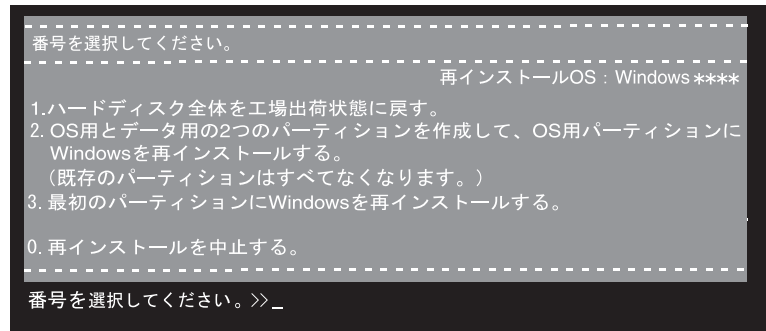 番号を選択してください。
再インストールOS：Windows****
1.ハードディスク全体を工場出荷状態に戻す。
2. OS用とデータ用の2つのパーティションを作成して、OS用パーティションに
Windowsを再インストールする。
（既存のパーティションはすべてなくなります。）
3. 最初のパーティションにWindowsを再インストールする。
0. 再インストールを中止する。
番号を選択してください。>>_